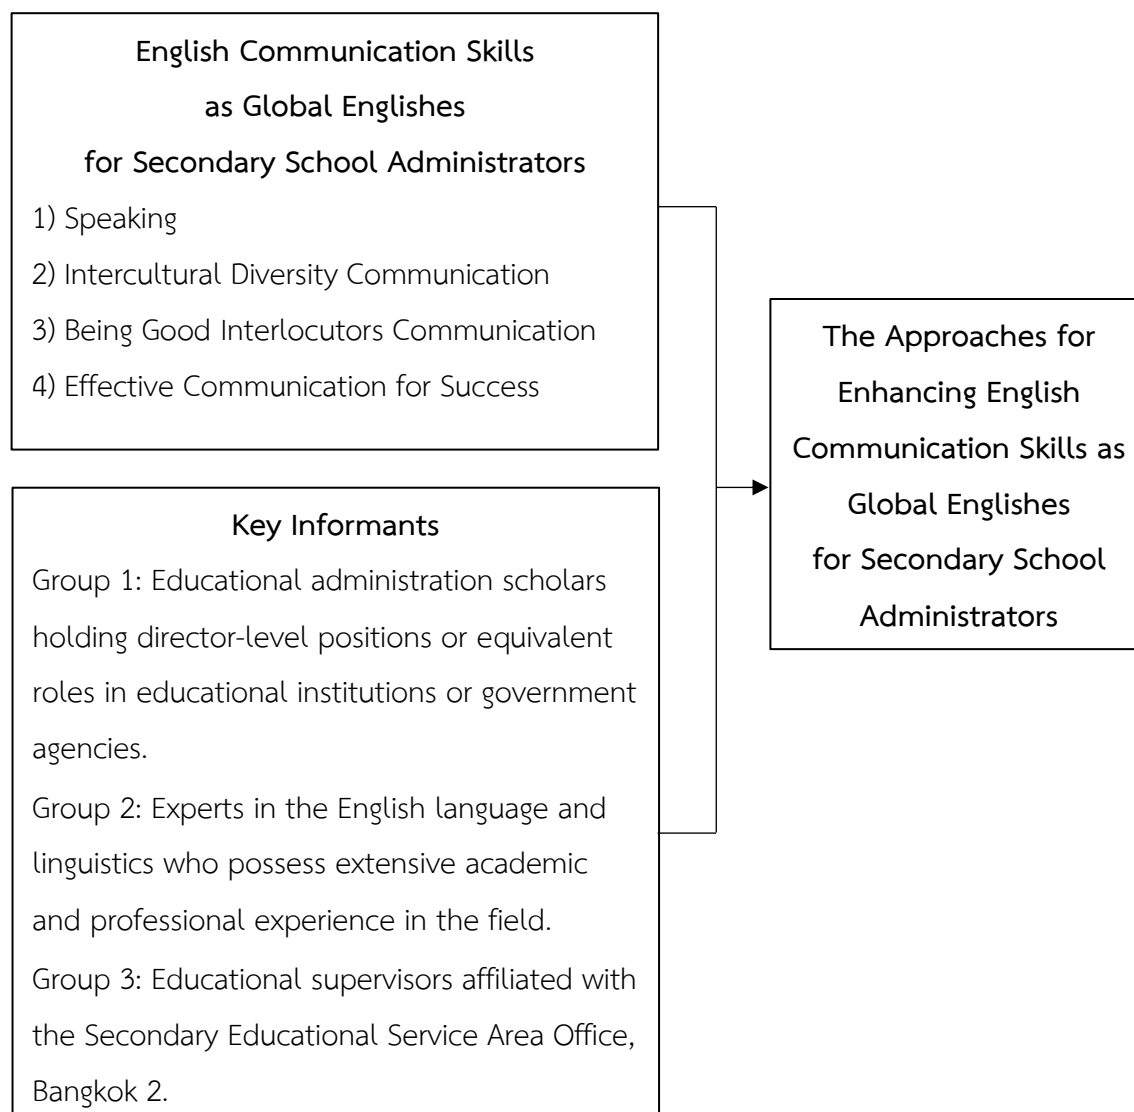 English Communication Skills
as Global Englishes
for Secondary School Administrators
1) Speaking
2) Intercultural Diversity Communication
3) Being Good Interlocutors Communication
4) Effective Communication for Success
Key Informants
Group 1: Educational administration scholars
holding director-level positions or equivalent
roles in educational institutions or government
agencies.
Group 2: Experts in the English language and
linguistics who possess extensive academic
and professional experience in the field.
Group 3: Educational supervisors affiliated with
the Secondary Educational Service Area Office,
Bangkok 2.
The Approaches for
Enhancing English
Communication Skills as
Global Englishes
for Secondary School
Administrators